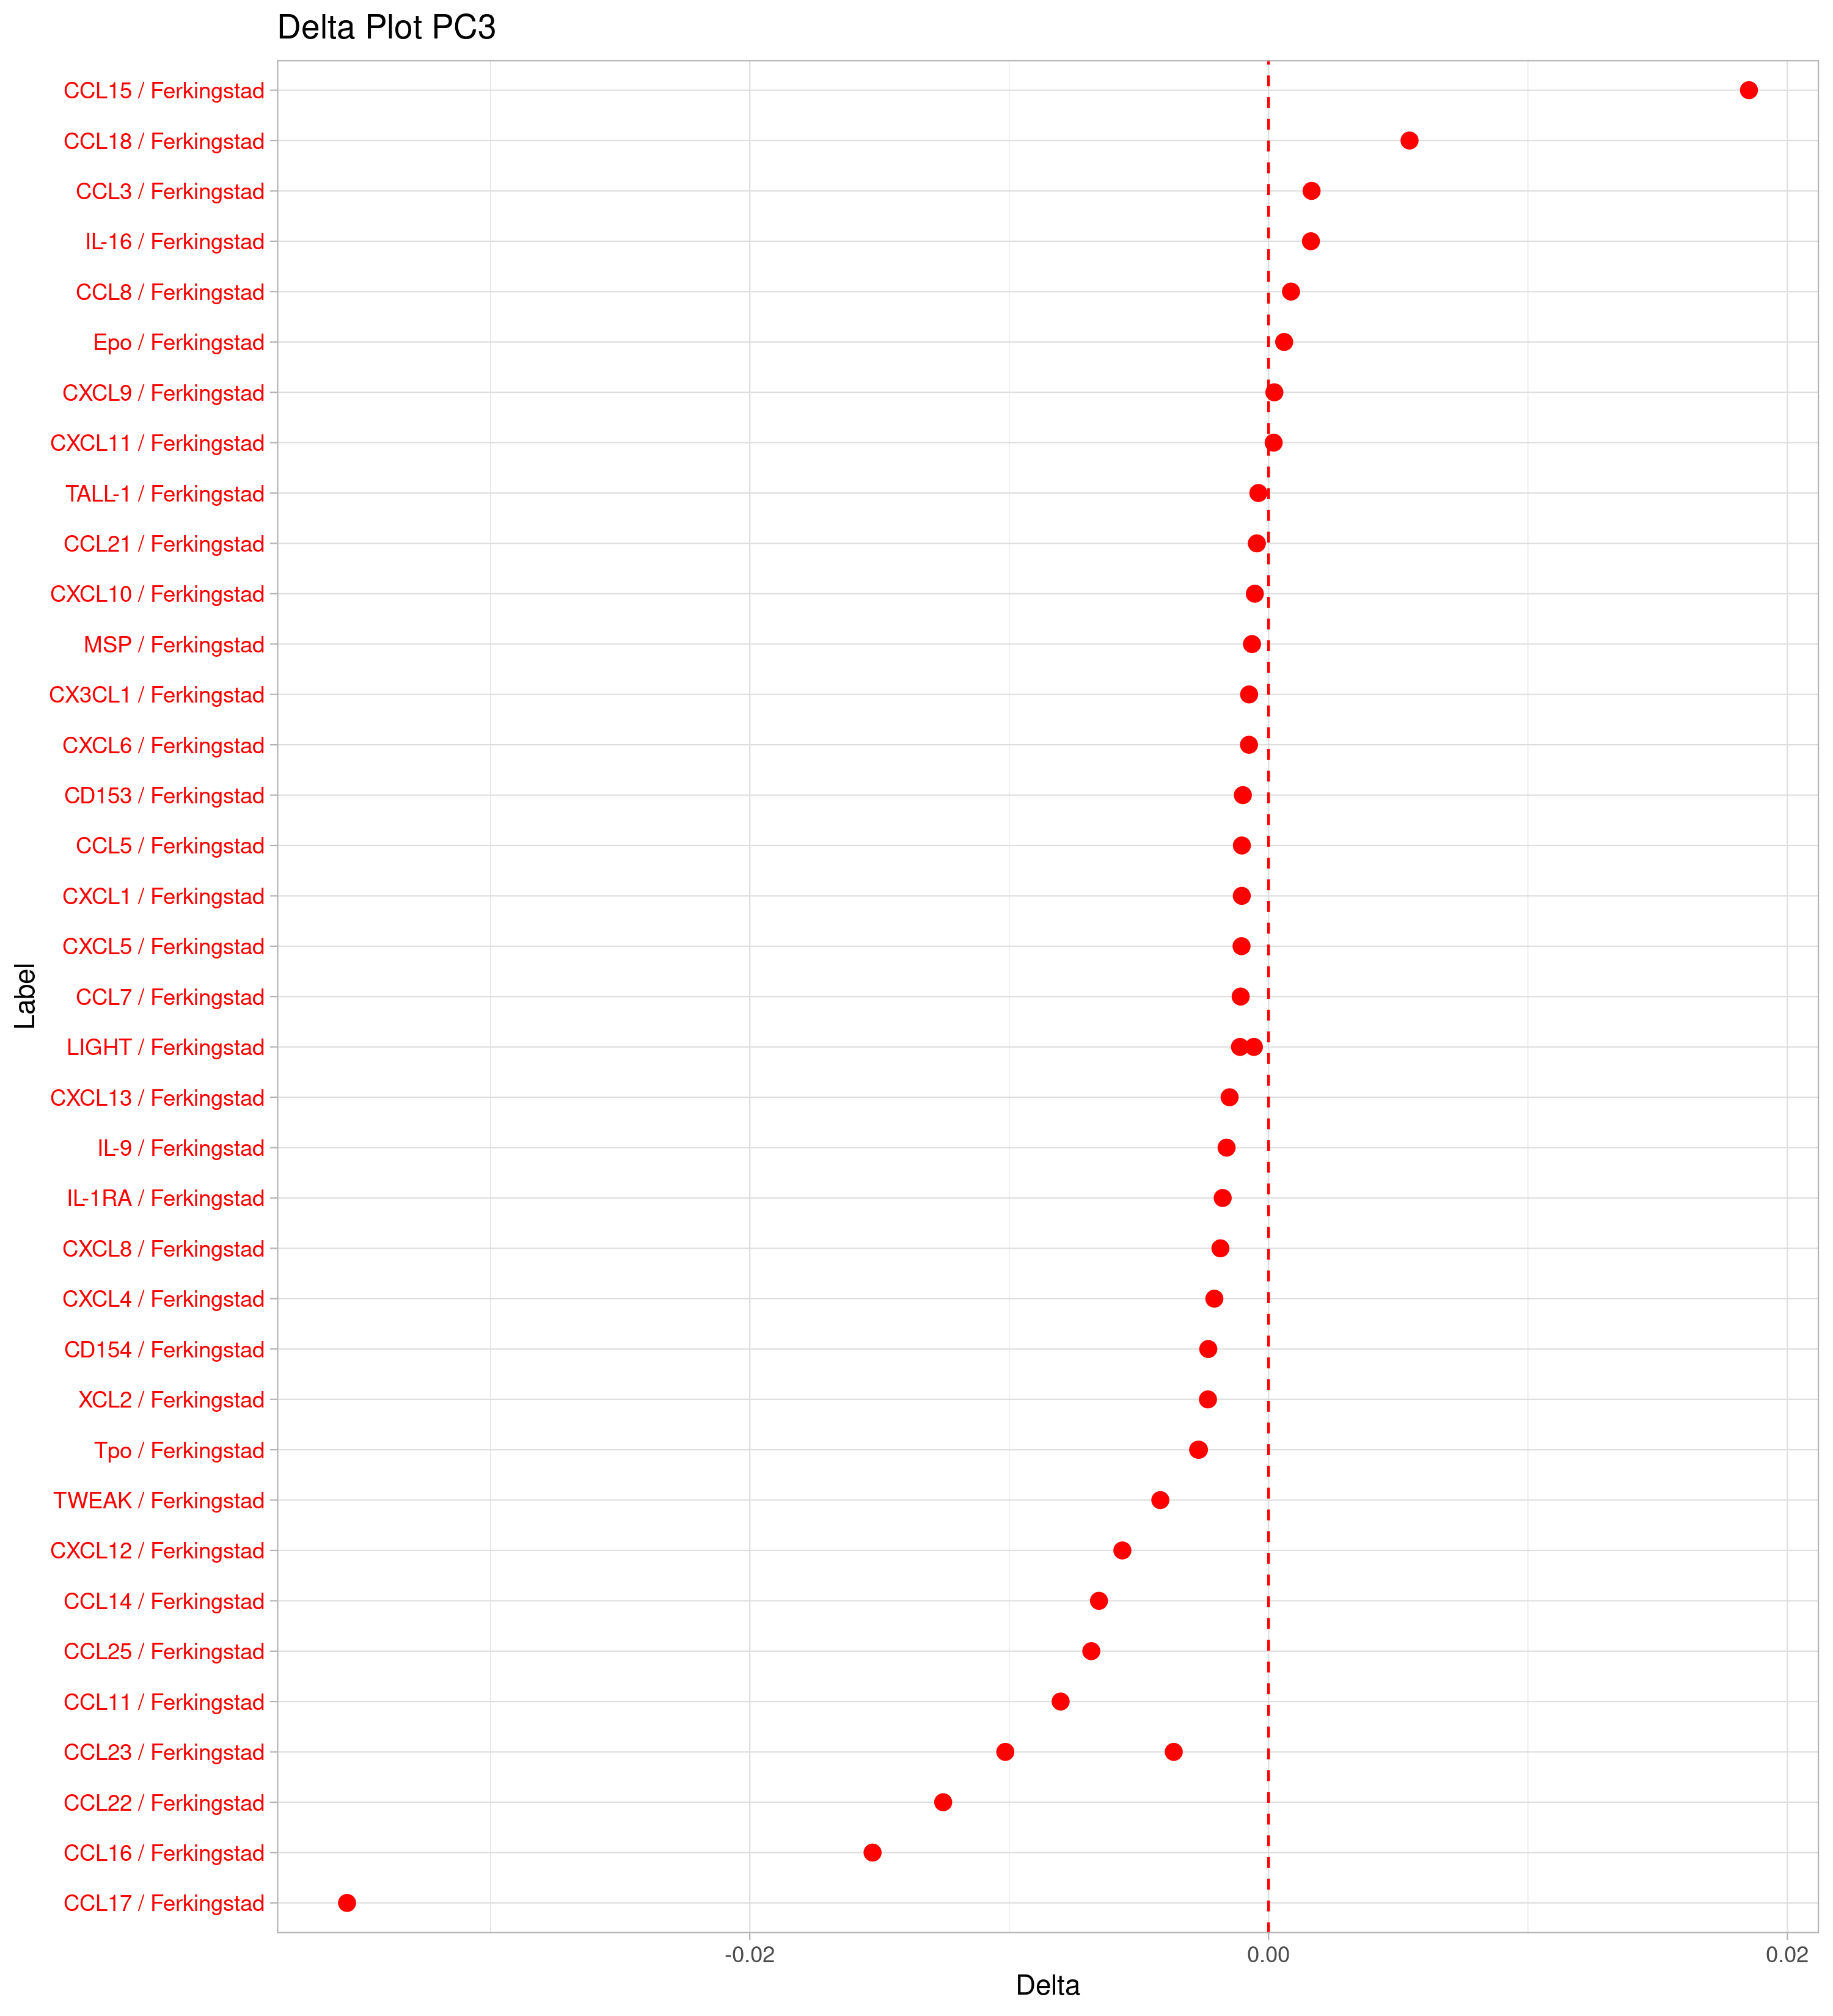 Delta Plot PC3
CCL15 / Ferkingstad
CCL18 / Ferkingstad
CCL3 / Ferkingstad
IL-16 / Ferkingstad
CCL8 / Ferkingstad
Epo / Ferkingstad
CXCL9 / Ferkingstad
CXCL11 / Ferkingstad
TALL-1 / Ferkingstad
CCL21 / Ferkingstad
CXCL10 / Ferkingstad
MSP / Ferkingstad
CX3CL1 / Ferkingstad
CXCL6 / Ferkingstad
CD153 / Ferkingstad
CCL5 / Ferkingstad
CXCL1 / Ferkingstad
CXCL5 / Ferkingstad
CCL7 / Ferkingstad
LIGHT / Ferkingstad
CXCL13 / Ferkingstad
IL-9 / Ferkingstad
IL-1RA / Ferkingstad
CXCL8 / Ferkingstad
CXCL4 / Ferkingstad
CD154 / Ferkingstad
XCL2 / Ferkingstad
Tpo / Ferkingstad
TWEAK / Ferkingstad
CXCL12 / Ferkingstad
CCL14 / Ferkingstad
CCL25 / Ferkingstad
CCL11 / Ferkingstad
CCL23 / Ferkingstad
CCL22 / Ferkingstad
CCL16 / Ferkingstad
CCL17 / Ferkingstad
Label
-0.02 0.00 0.02
Delta